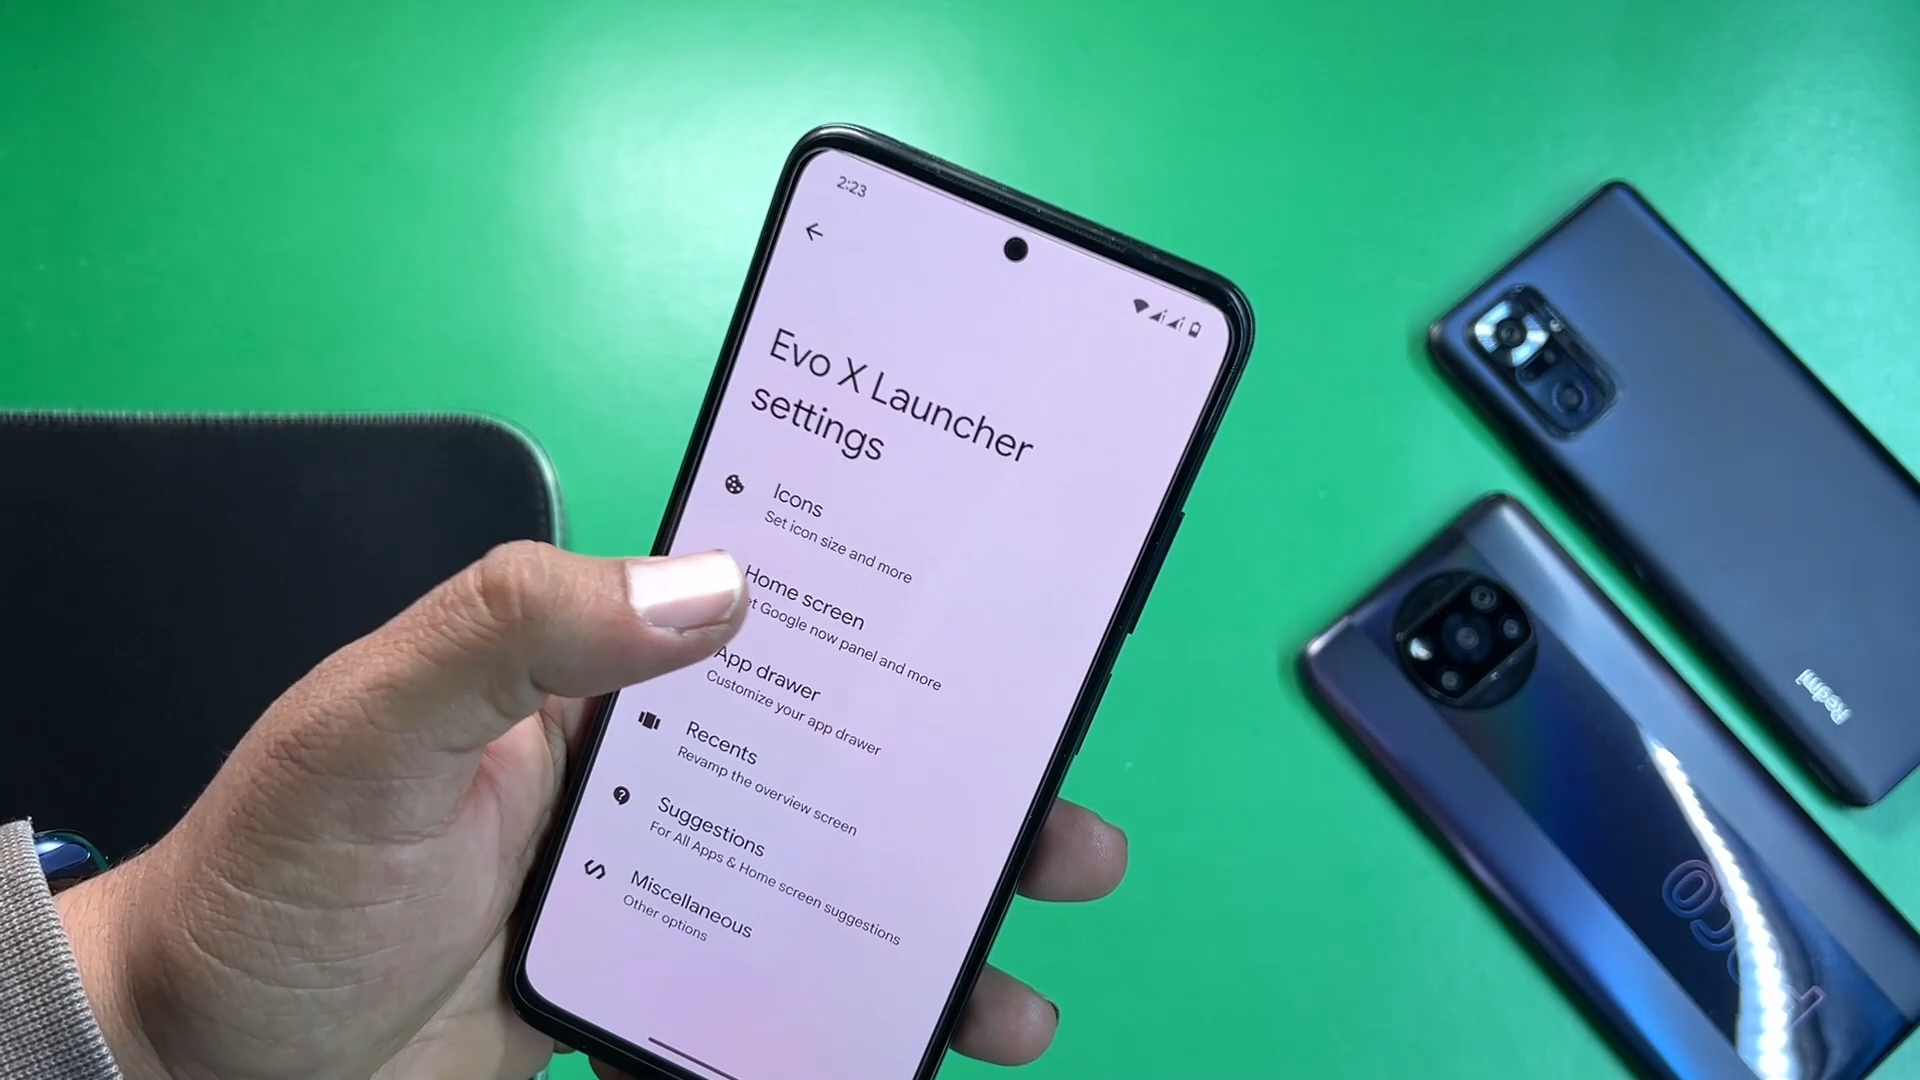 2:23
Evo X Launcher
settings
Icons
Set icon size and more
Home screen
et Google now panel and more
App drawer
Customize your app drawer
Recents
Revamp the overview screen
Suggestions
For All Apps & Home screen suggestions
Miscellaneous
Other options
Redmi
POCO